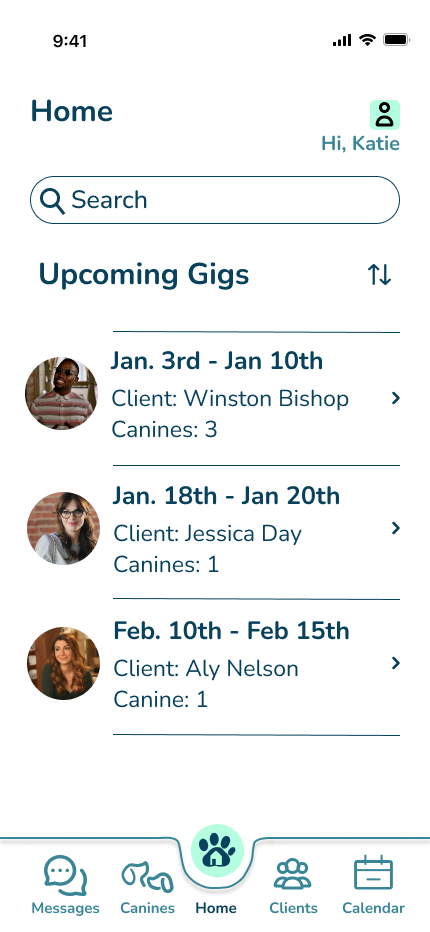 9:41
Home
Hi, Katie
Search
Upcoming Gigs
Jan. 3rd - Jan 10th
Client: Winston Bishop
Canines: 3
Jan. 18th - Jan 20th
Client: Jessica Day
Canines: 1
Feb. 10th - Feb 15th
Client: Aly Nelson
Canine: 1
Messages Canines Home Clients Calendar